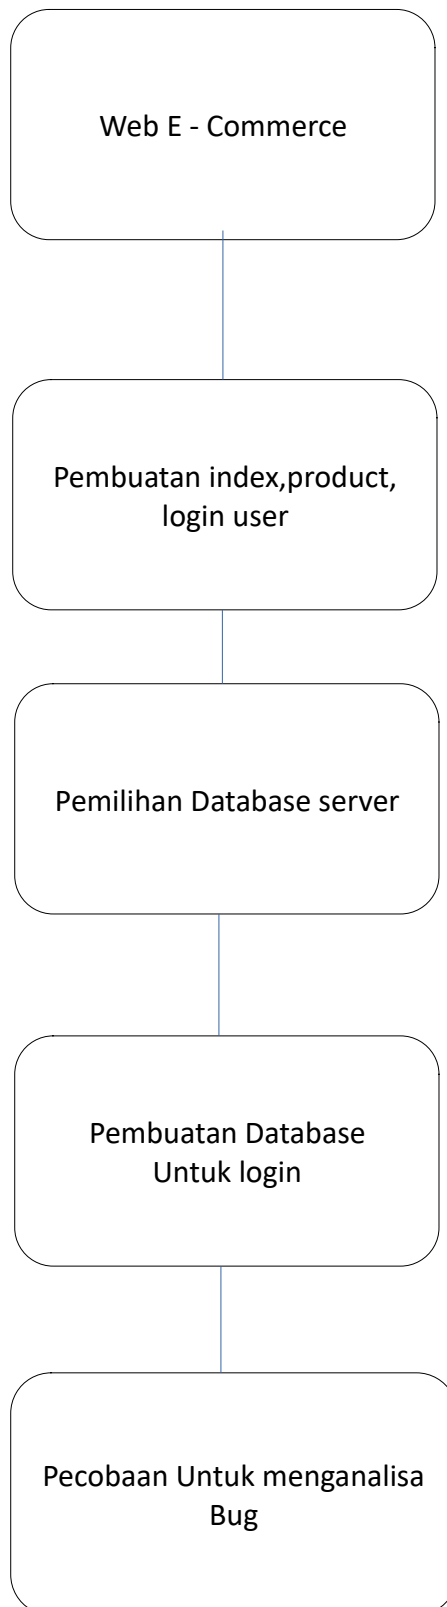 Web E - Commerce
Pembuatan index,product,
login user
Pemilihan Database server
Pembuatan Database
Untuk login
Pecobaan Untuk menganalisa
Bug